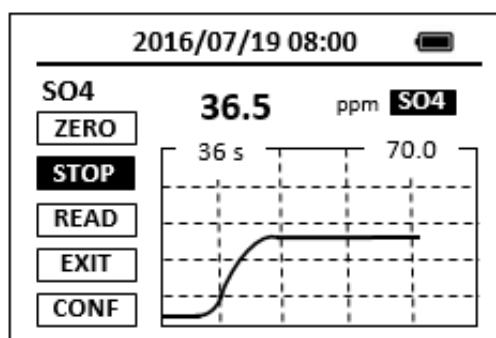 2016/07/19 08:00
SO4
36.5 ppm SO4
ZERO
36 s 70.0
STOP
READ
EXIT
CONF